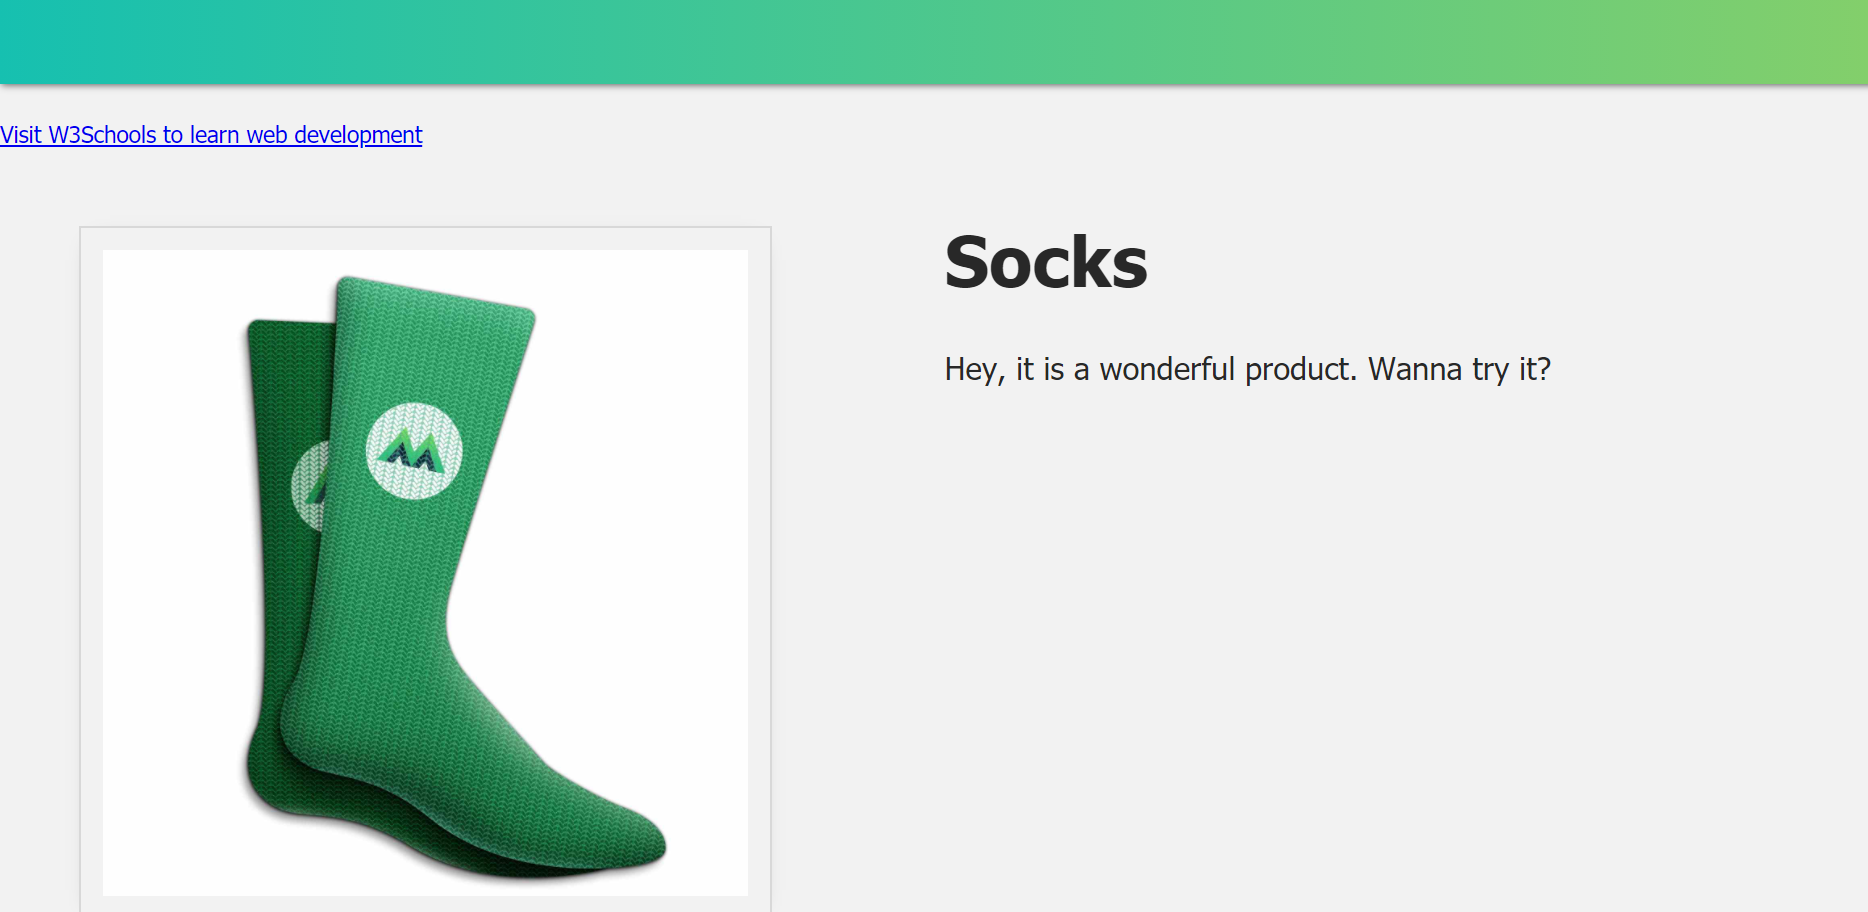 Visit W3Schools to learn web development
Socks
Hey, it is a wonderful product. Wanna try it?